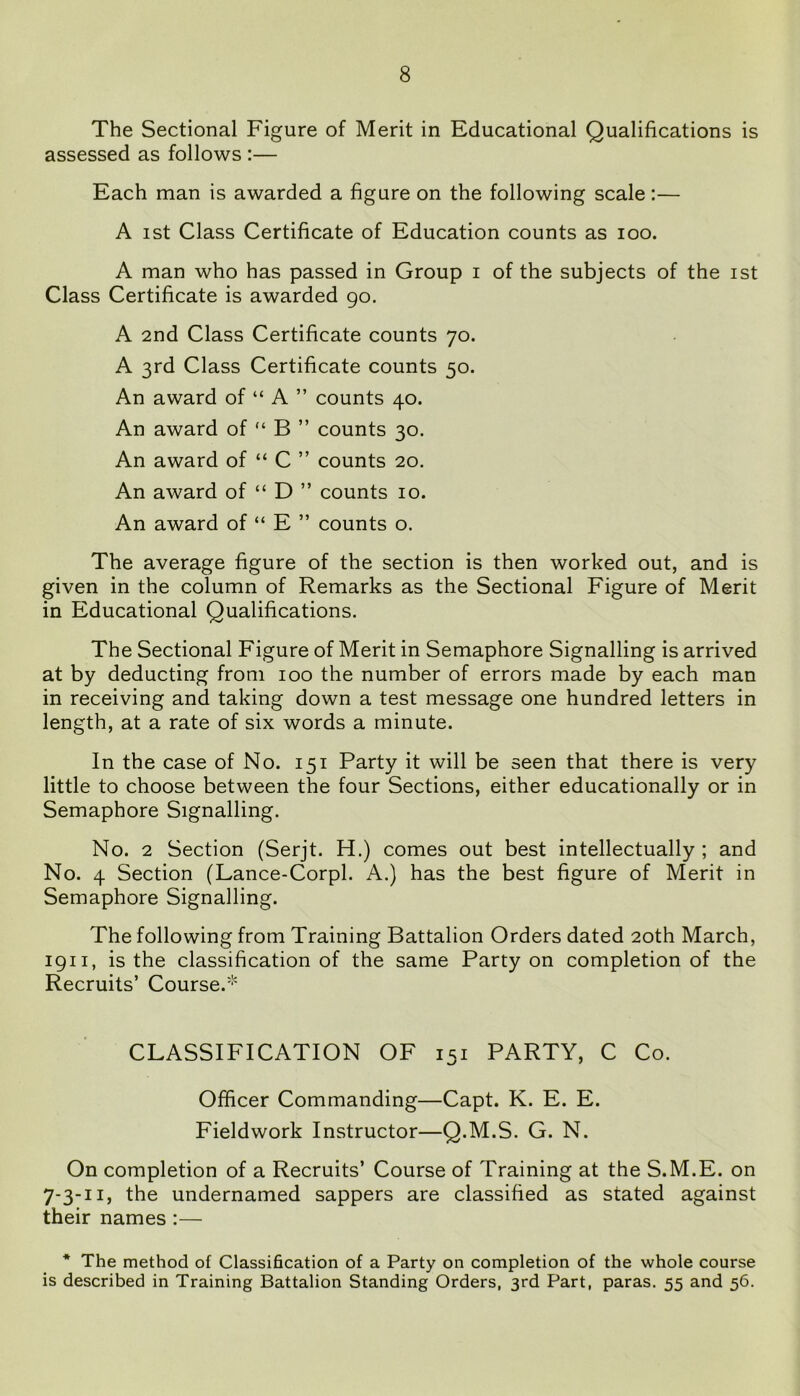 8
The Sectional Figure of Merit in Educational Qualifications is
assessed as follows :—
Each man is awarded a figure on the following scale :—
A 1st Class Certificate of Education counts as 100.
A man who has passed in Group 1 of the subjects of the 1st
Class Certificate is awarded 90.
A 2nd Class Certificate counts 70.
A 3rd Class Certificate counts 50.
An award of “ A ” counts 40.
An award of “ B ” counts 30.
An award of “ C ” counts 20.
An award of “ D ” counts 10.
An award of “ E ” counts 0.
The average figure of the section is then worked out, and is
given in the column of Remarks as the Sectional Figure of Merit
in Educational Qualifications.
The Sectional Figure of Merit in Semaphore Signalling is arrived
at by deducting from 100 the number of errors made by each man
in receiving and taking down a test message one hundred letters in
length, at a rate of six words a minute.
In the case of No. 151 Party it will be seen that there is very
little to choose between the four Sections, either educationally or in
Semaphore Signalling.
No. 2 Section (Serjt. H.) comes out best intellectually ; and
No. 4 Section (Lance-Corpl. A.) has the best figure of Merit in
Semaphore Signalling.
The following from Training Battalion Orders dated 20th March,
1911, is the classification of the same Party on completion of the
Recruits’ Course.*
CLASSIFICATION OF 151 PARTY, C Co.
Officer Commanding—Capt. K. E. E.
Fieldwork Instructor—Q.M.S. G. N.
On completion of a Recruits’ Course of Training at the S.M.E. on
7-3-11, the undernamed sappers are classified as stated against
their names :—
* The method of Classification of a Party on completion of the whole course
is described in Training Battalion Standing Orders, 3rd Part, paras. 55 and 56.